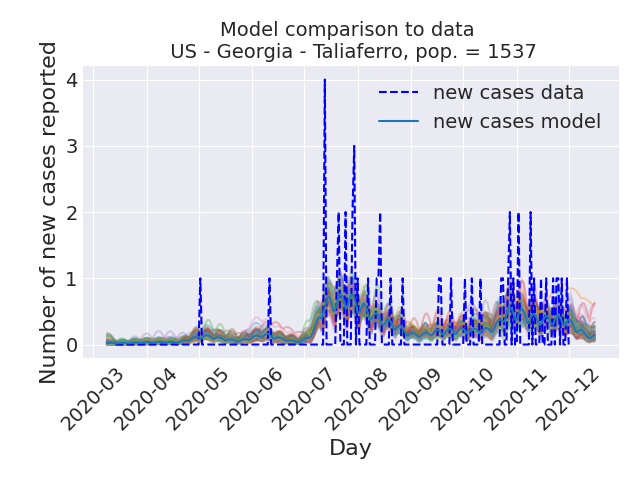 Model comparison to data
US - Georgia - Taliaferro, pop. = 1537
Number of new cases reported
4
3
2
1
0
new cases data
new cases model
2020-03
2020-04
2020-05
2020-06
2020-07
2020-08
2020-09
2020-10
2020-11
2020-12
Day